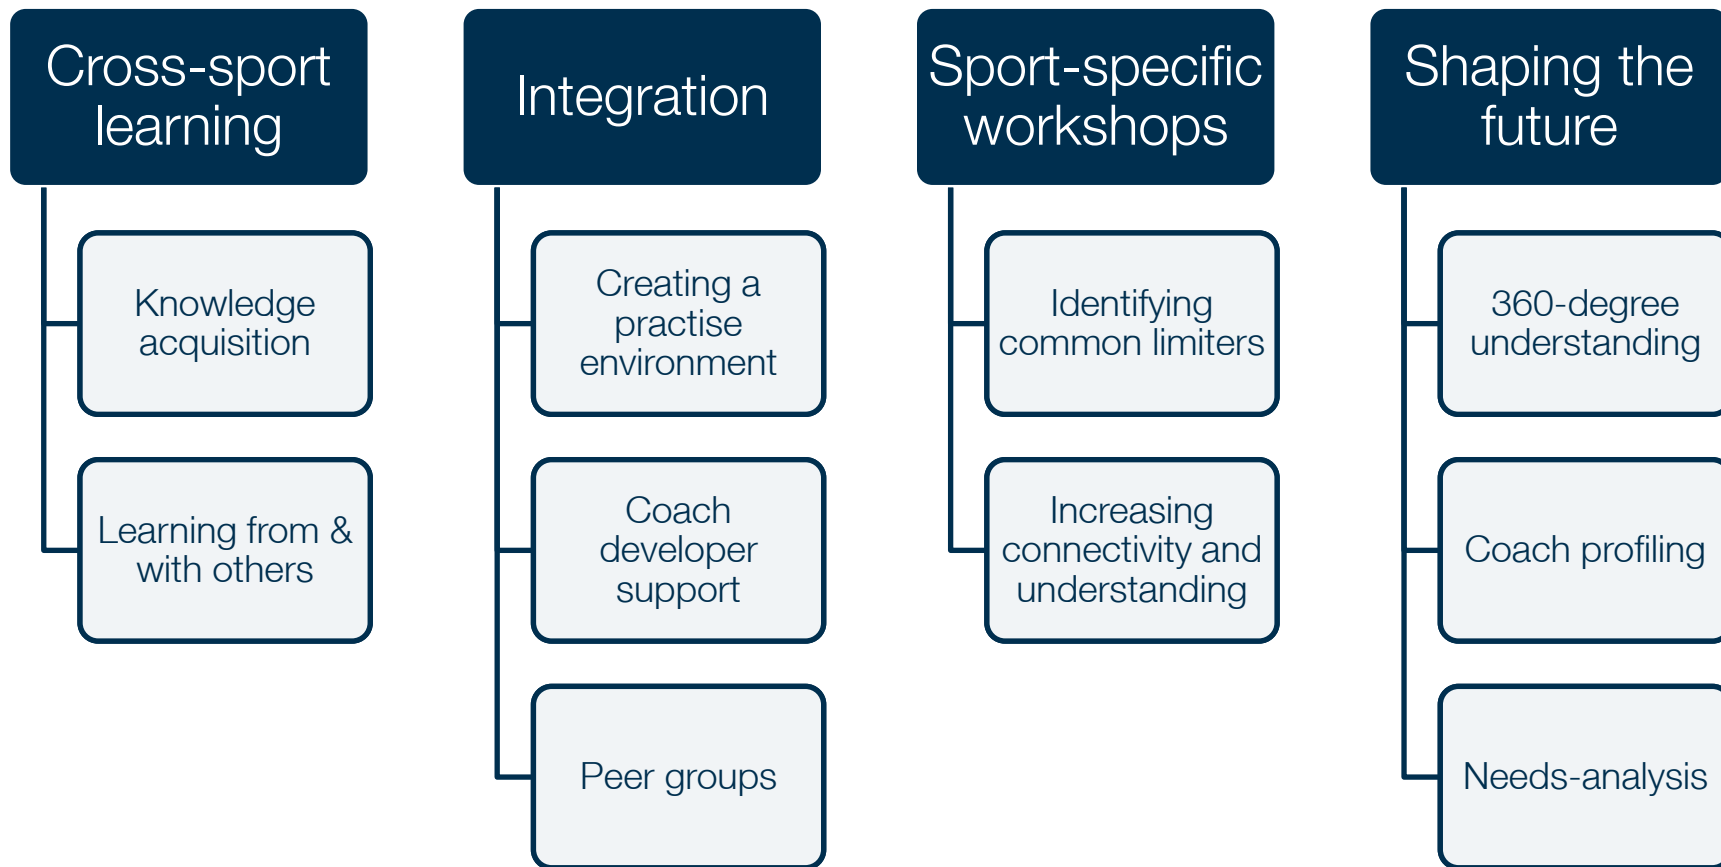 Cross-sport
learning
Knowledge
acquisition
Learning from &
with others
Integration
Creating a
practise
environment
Coach
developer
support
Peer groups
Sport-specific
workshops
Identifying
common limiters
Increasing
connectivity and
understanding
Shaping the
future
360-degree
understanding
Coach profiling
Needs-analysis